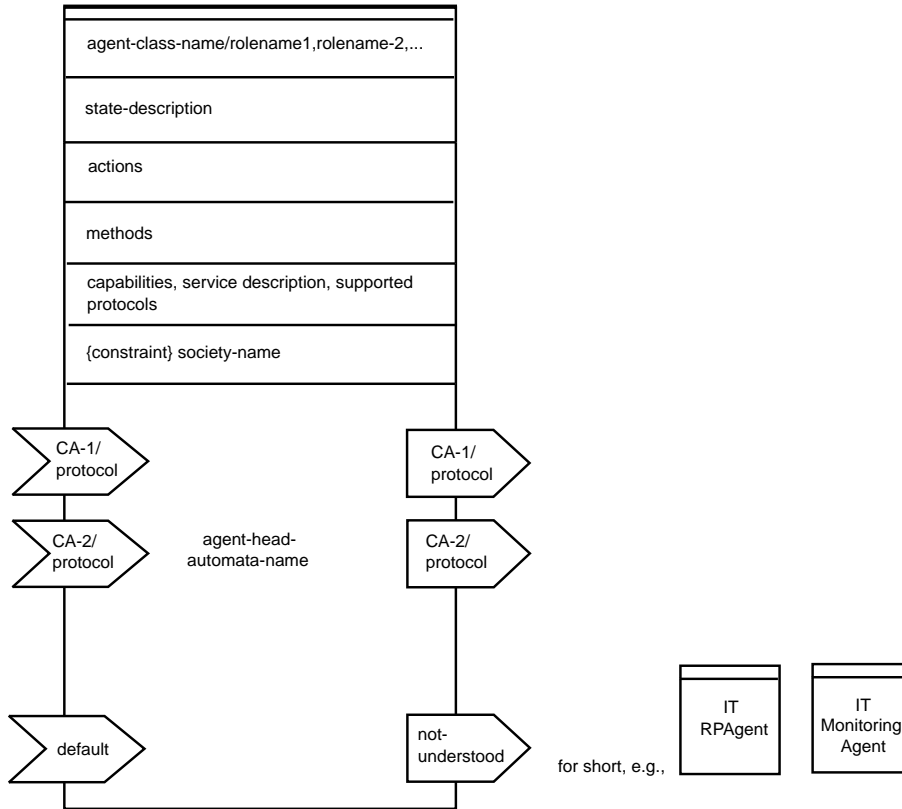 agent-class-name/rolename1,rolename-2,...
state-description
actions
methods
capabilities, service description, supported
protocols
{constraint} society-name
CA-1/
protocol
CA-1/
protocol
CA-2/
protocol
agent-head-
automata-name
CA-2/
protocol
default
not-
understood
for short, e.g.,
IT
RPAgent
IT
Monitoring
Agent